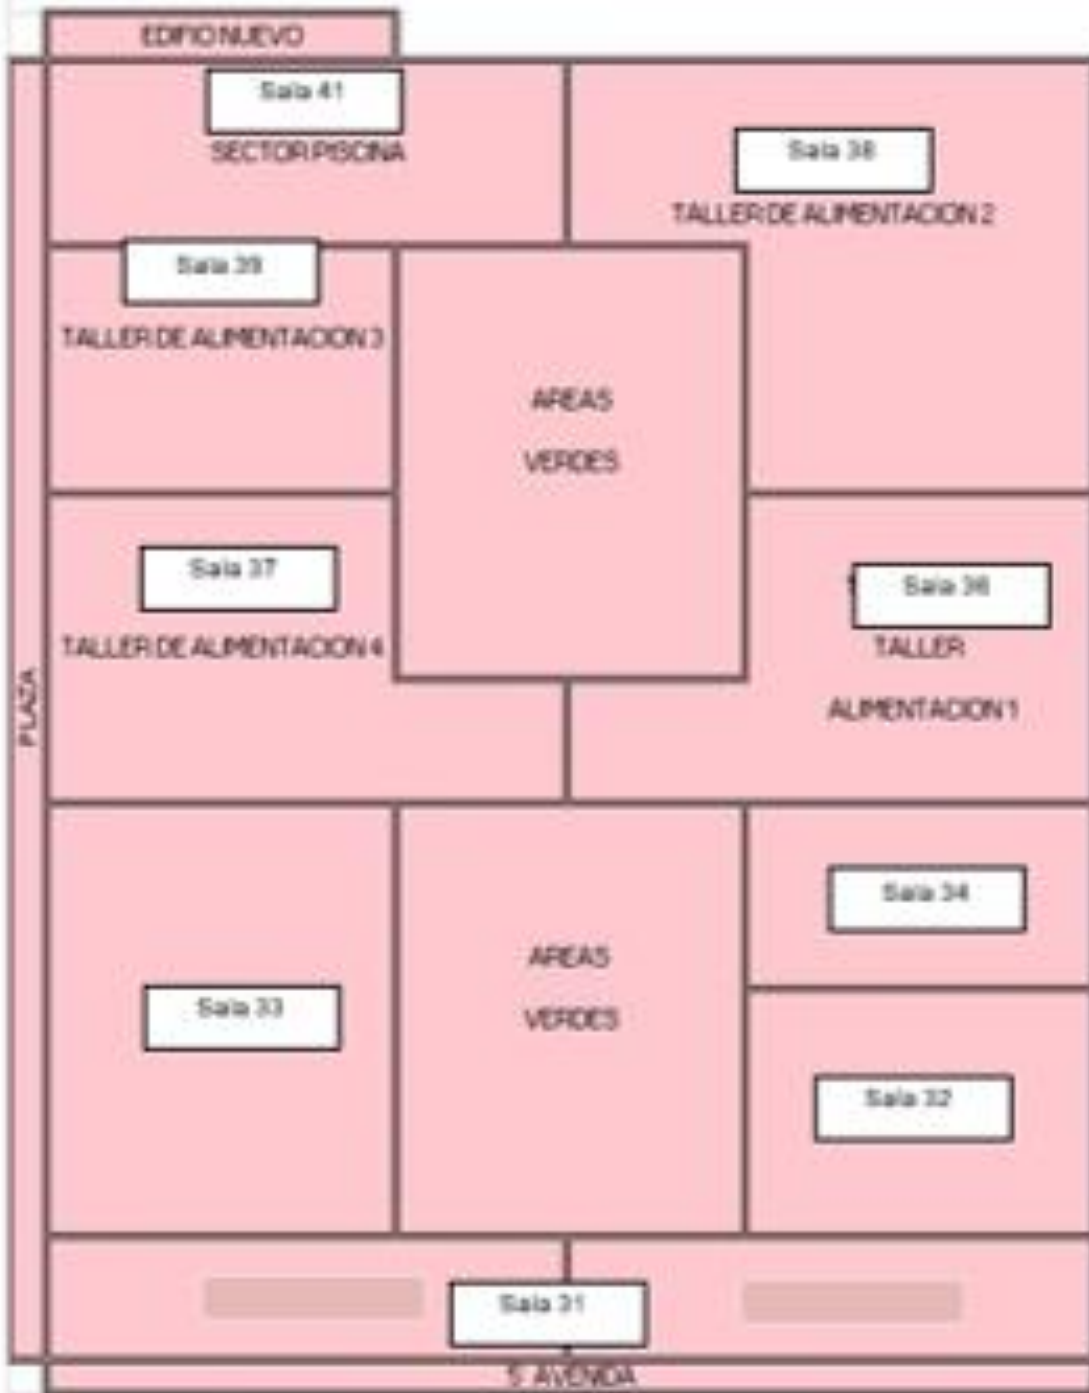 EDIFIO NUEVO
Sala 41
SECTOR PISCINA
Sala 38
TALLER DE ALIMENTACION 2
Sala 39
TALLER DE ALIMENTACION 3
AREAS
VERDES
Sala 37
TALLER DE ALIMENTACION 4
Sala 36
TALLER
ALIMENTACION 1
PLAZA
Sala 34
AREAS
VERDES
Sala 33
Sala 32
Sala 31
5 AVENIDA